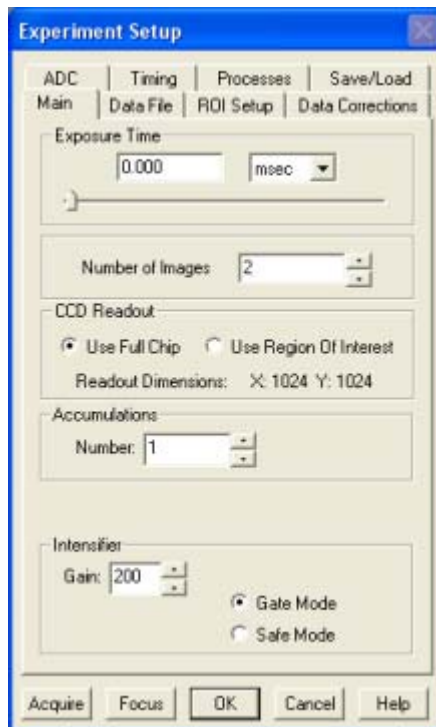 Experiment Setup
ADC Timing Processes Save/Load
Main Data File ROI Setup Data Corrections
Exposure Time
0.000 msec
Number of Images 2
CCD Readout
Use Full Chip Use Region Of Interest
Readout Dimensions: X: 1024 Y: 1024
Accumulations
Number: 1
Intensifier
Gain: 200
Gate Mode
Safe Mode
Acquire Focus OK Cancel Help